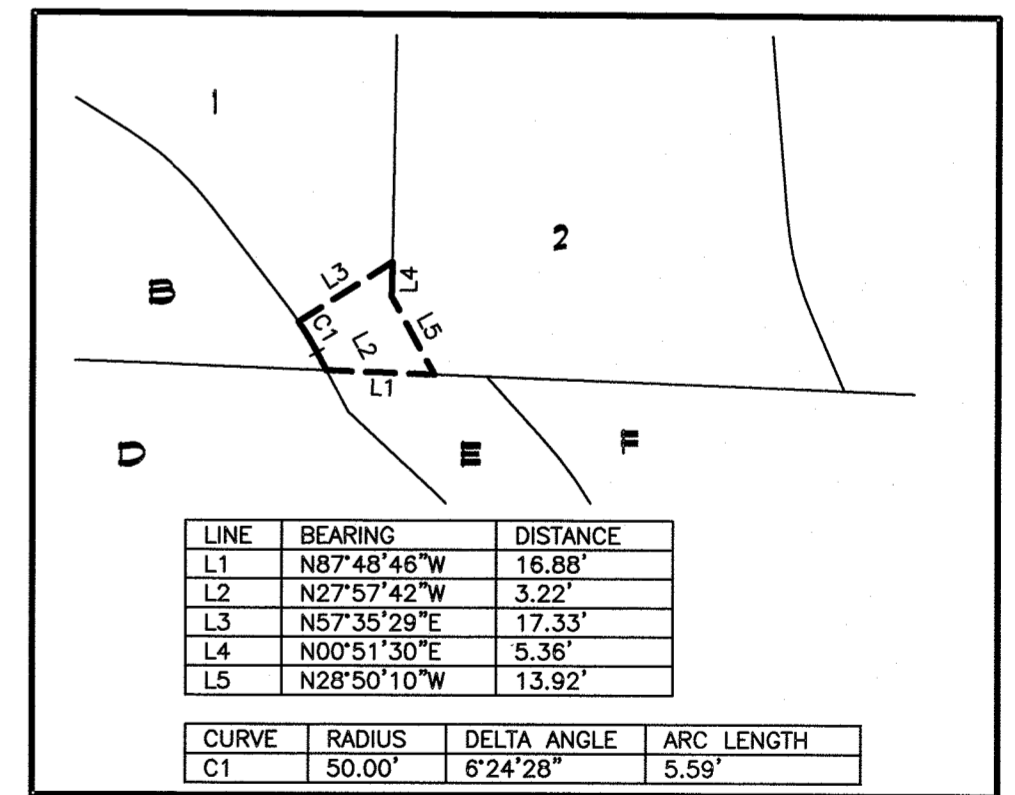 1
2
B
L3
L4
C1
L5
L2
L1
D
E
F
LINE BEARING DISTANCE
L1 N87°48'46"W 16.88'
L2 N27°57'42"W 3.22'
L3 N57°35'29"E 17.33'
L4 N00°51'30"E 5.36'
L5 N28°50'10"W 13.92'
CURVE RADIUS DELTA ANGLE ARC LENGTH
C1 50.00' 6°24'28" 5.59'